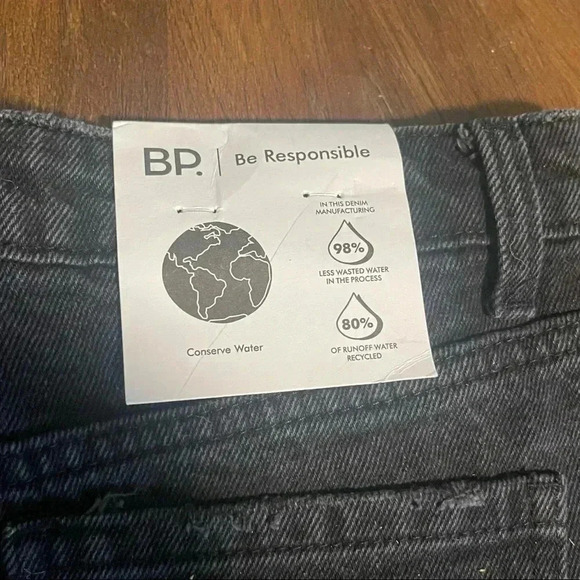 BP. | Be Responsible
IN THIS DENIM
MANUFACTURING
98%
LESS WASTED WATER
IN THE PROCESS
80%
OF RUNOFF WATER
RECYCLED
Conserve Water